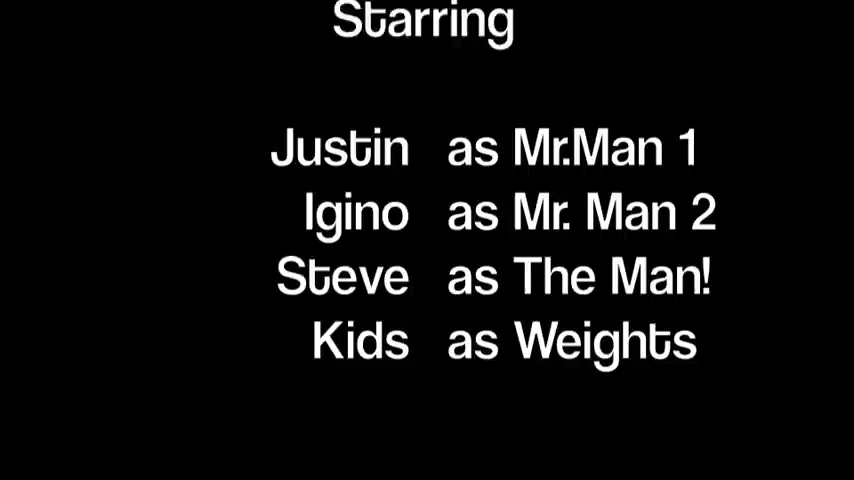 Starring
Justin as Mr.Man 1
Igino as Mr. Man 2
Steve as The Man!
Kids as Weights